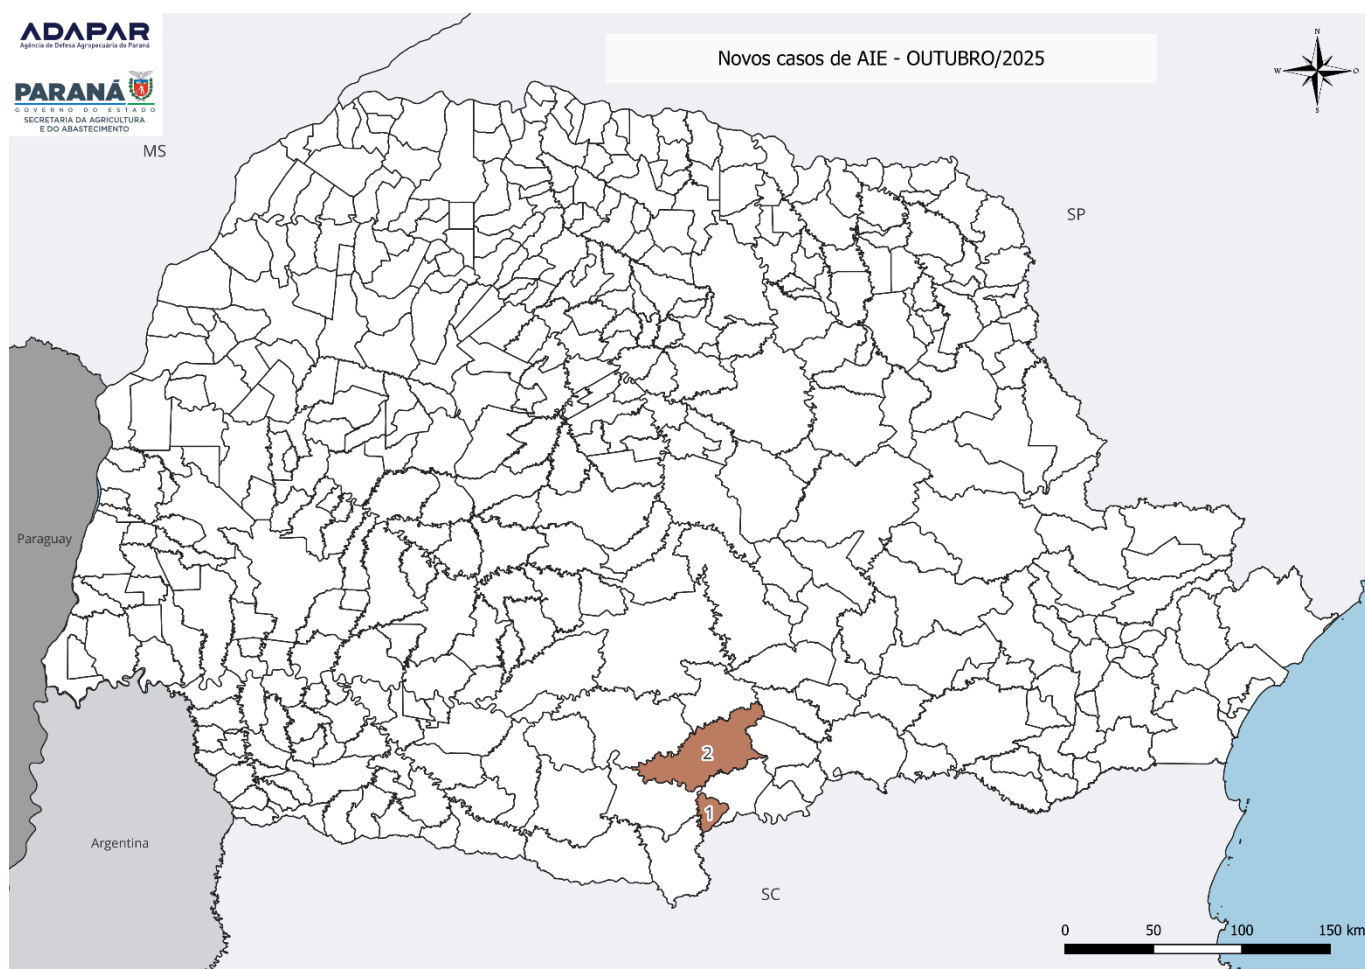 ADAPAR
Agência de Defesa Agropecuária do Paraná
PARANÁ
GOVERNO DO ESTADO
SECRETARIA DA AGRICULTURA
E DO ABASTECIMENTO
Novos casos de AIE - OUTUBRO/2025
N
W
O
S
MS
SP
Paraguay
2
1
Argentina
SC
0 50 100 150 km